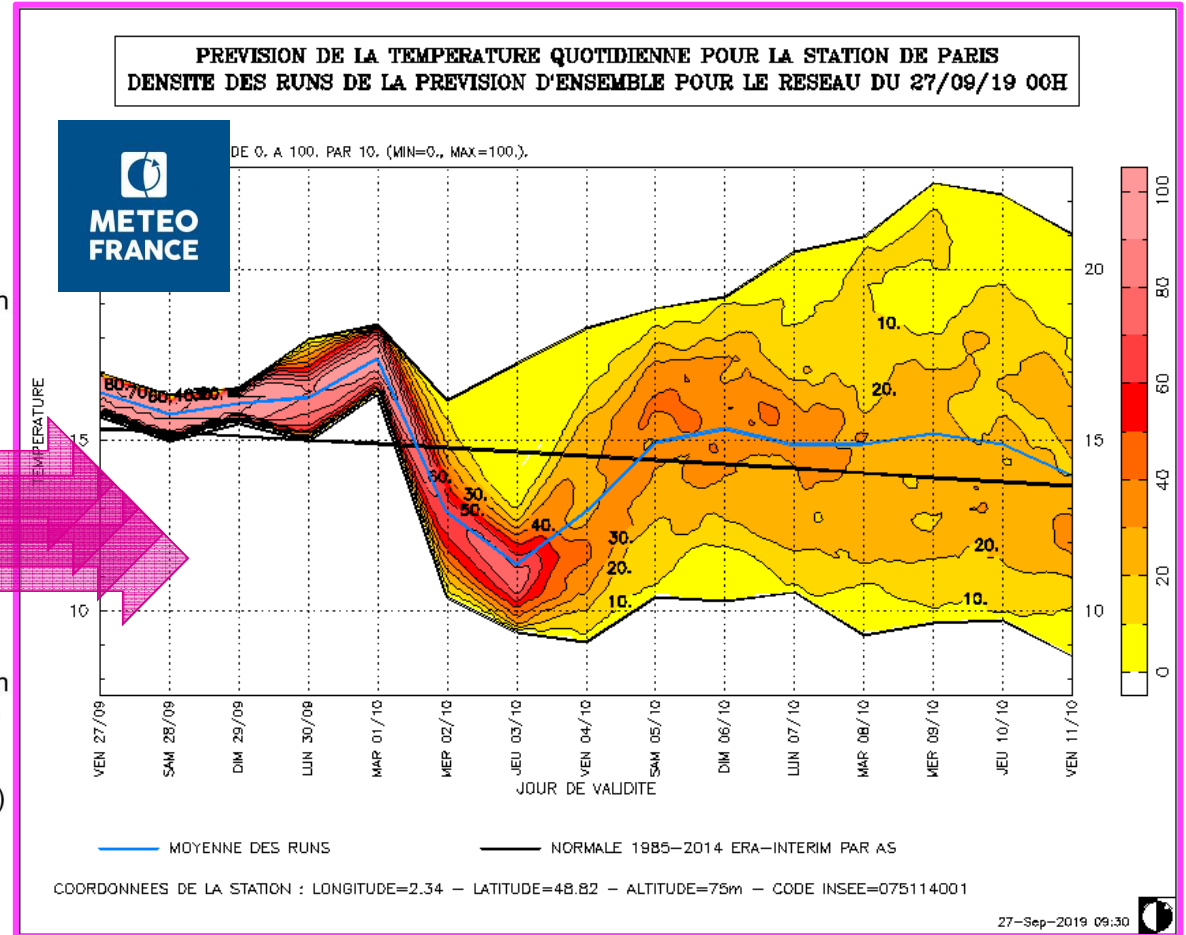 PREVISION DE LA TEMPERATURE QUOTIDIENNE POUR LA STATION DE PARIS
DENSITE DES RUNS DE LA PREVISION D'ENSEMBLE POUR LE RESEAU DU 27/09/19 00H
DE 0. A 100. PAR 10. (MIN=0., MAX=100.).
METEO
FRANCE
n
n
)
TEMPERATURE
15
10
20
15
10
10.
20.
30.
50.
40.
30.
20.
10.
20.
10.
100
80
60
40
20
0
VEN 27/09
SAM 28/09
DIM 29/09
LUN 30/09
MAR 01/10
MER 02/10
JEU 03/10
VEN 04/10
SAM 05/10
DIM 06/10
LUN 07/10
MAR 08/10
MER 09/10
JEU 10/10
VEN 11/10
JOUR DE VALIDITE
MOYENNE DES RUNS
NORMALE 1985-2014 ERA-INTERIM PAR AS
COORDONNEES DE LA STATION : LONGITUDE=2.34 - LATITUDE=48.82 - ALTITUDE=75m - CODE INSEE=075114001
27-Sep-2019 09:30